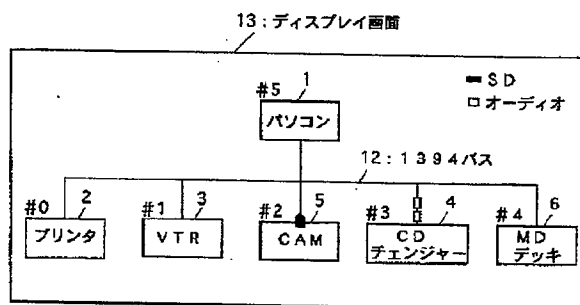 13：ディスプレイ画面
#5 1
パソコン
SD
オーディオ
12：1394バス
#0 2
プリンタ
#1 3
VTR
#2 5
CAM
#3 4
CD
チェンジャー
#4 6
MD
デッキ